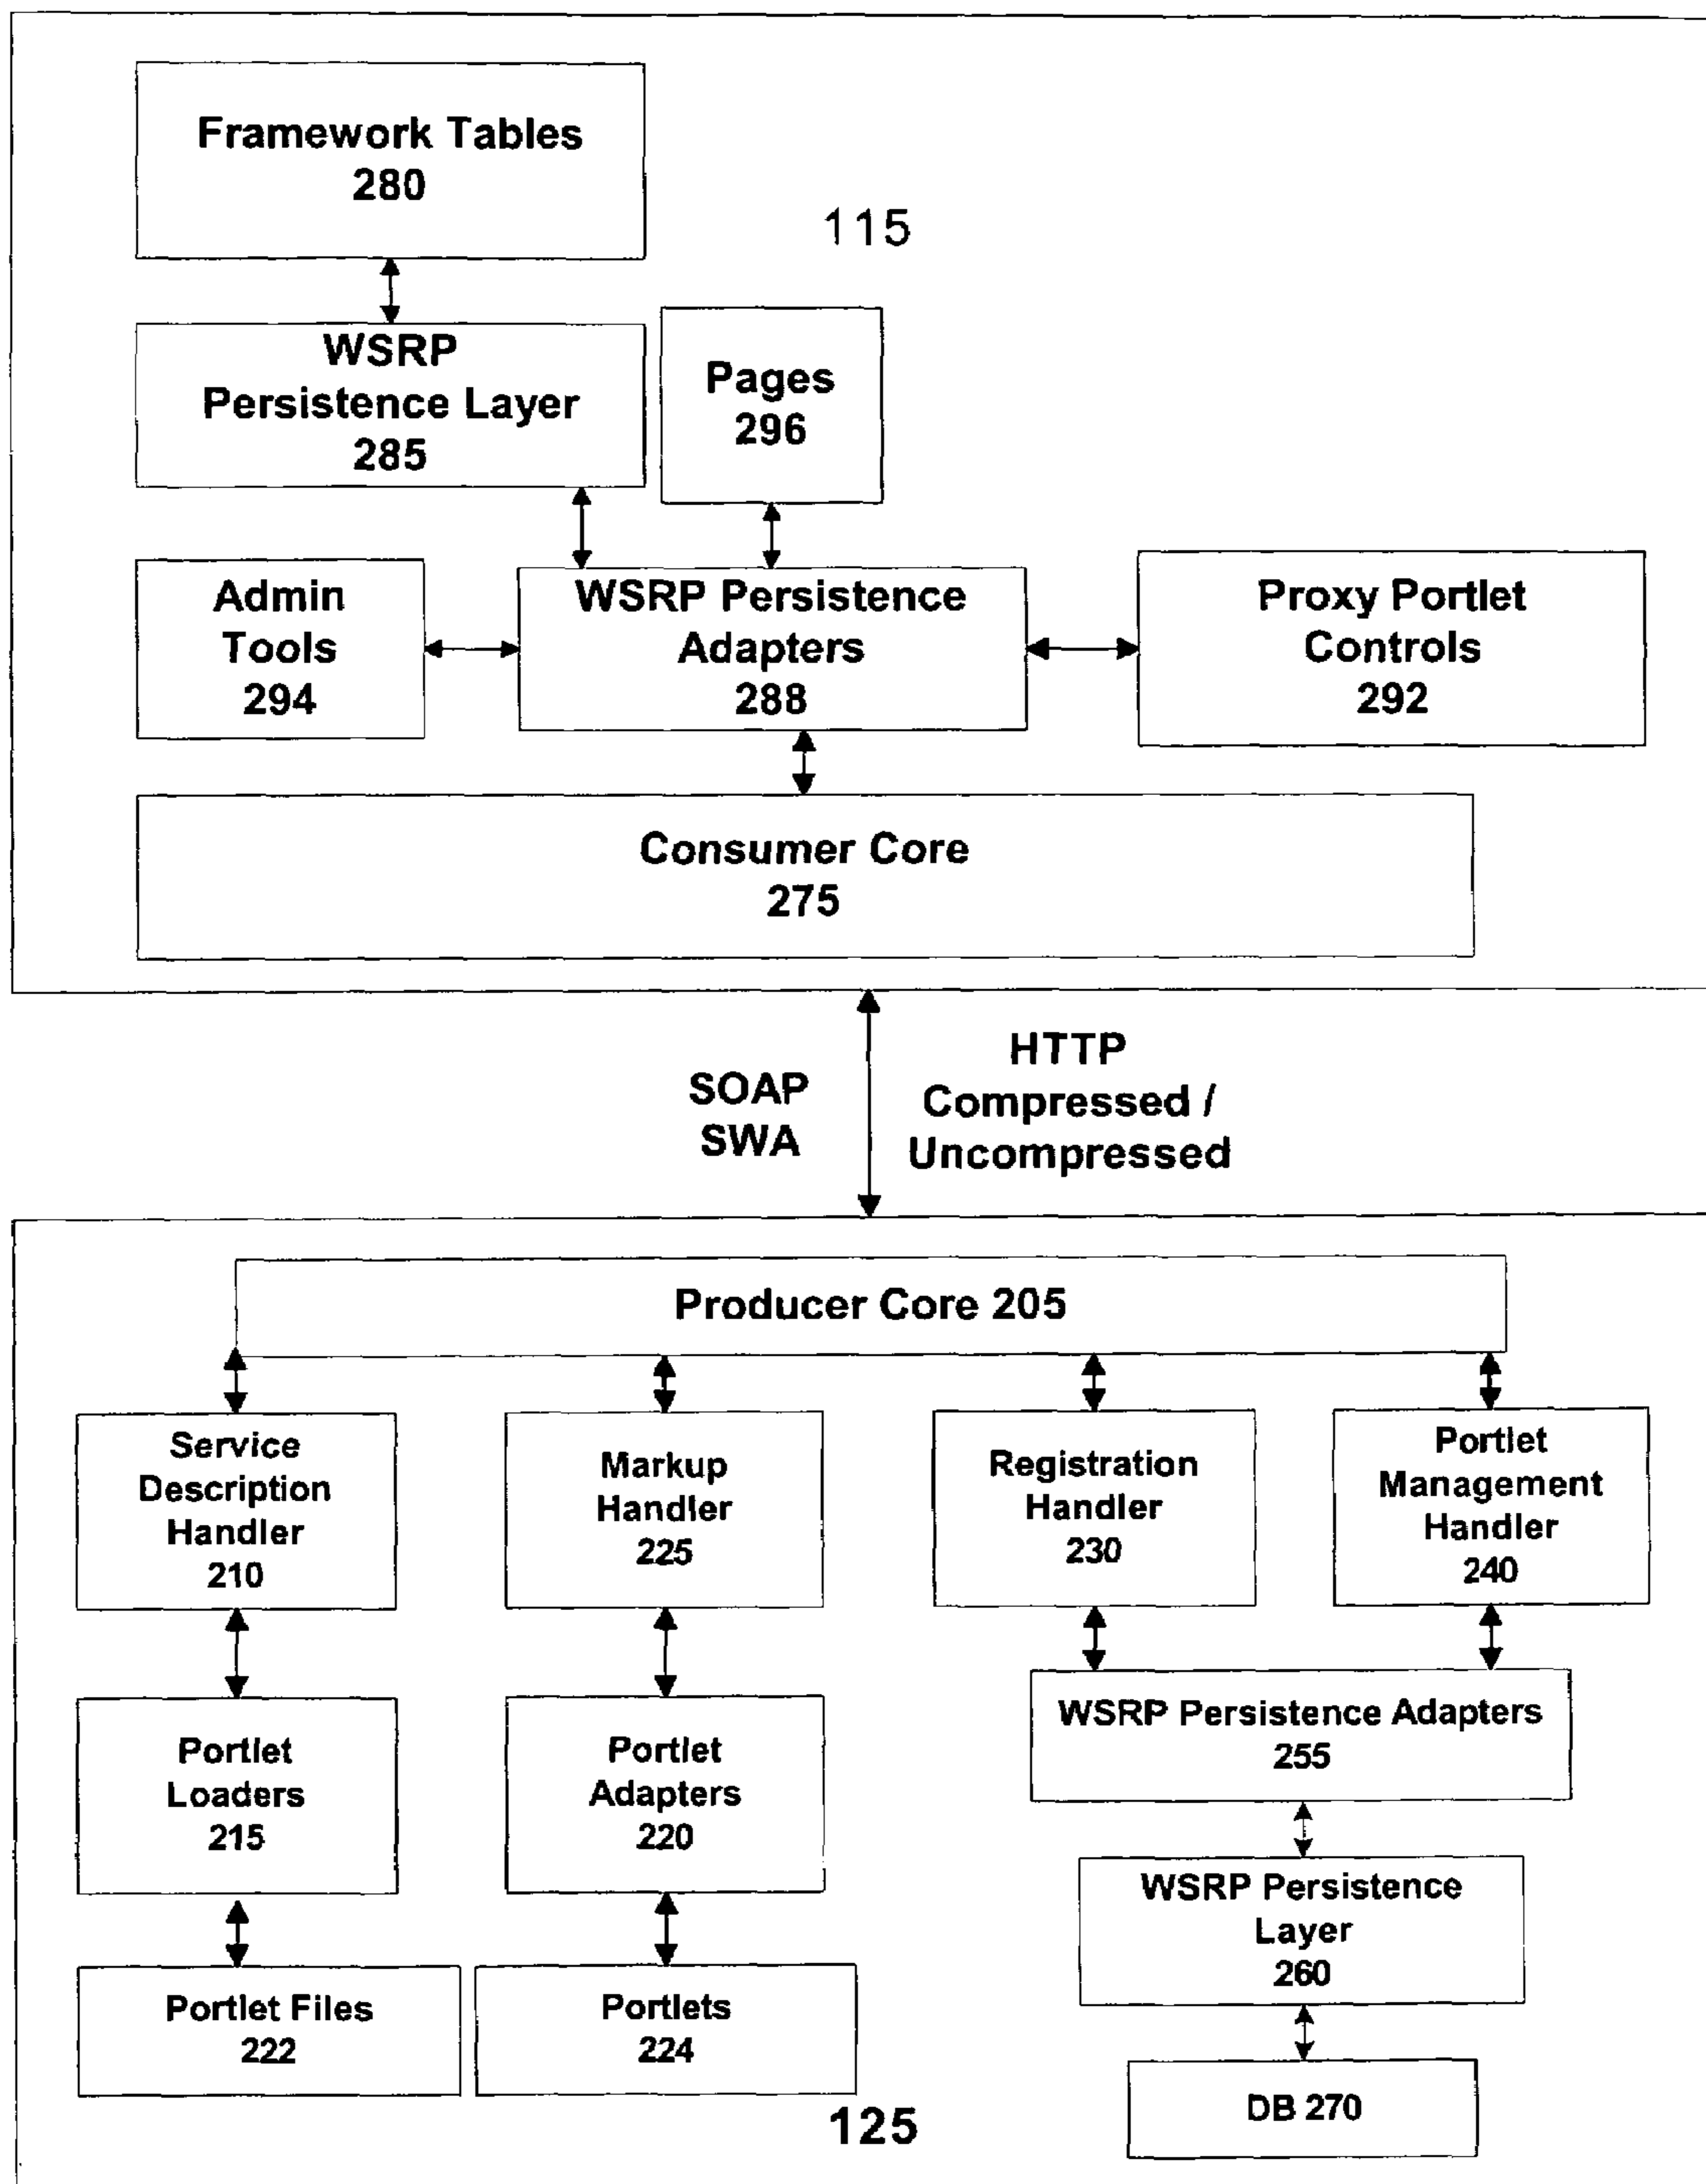 Framework Tables
280
115
WSRP
Persistence Layer
285
Pages
296
Admin
Tools
294
WSRP Persistence
Adapters
288
Proxy Portlet
Controls
292
Consumer Core
275
SOAP
SWA
HTTP
Compressed /
Uncompressed
Producer Core 205
Service
Description
Handler
210
Markup
Handler
225
Registration
Handler
230
Portlet
Management
Handler
240
Portlet
Loaders
215
Portlet
Adapters
220
WSRP Persistence Adapters
255
WSRP Persistence
Layer
260
Portlet Files
222
Portlets
224
DB 270
125